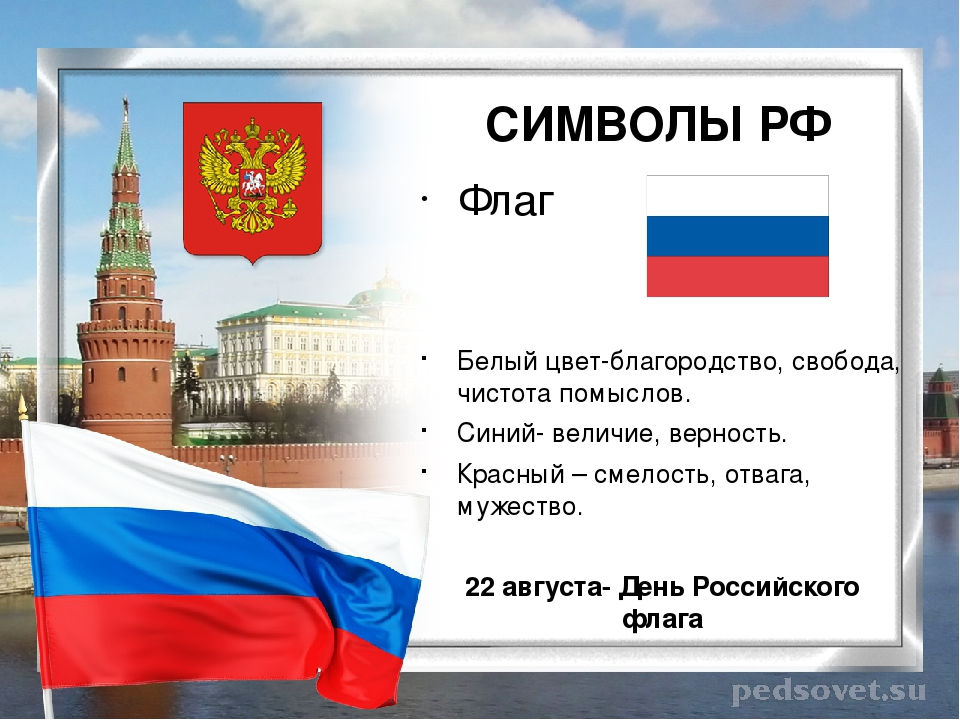 СИМВОЛЫ РФ
· Флаг
· Белый цвет-благородство, свобода,
чистота помыслов.
· Синий- величие, верность.
· Красный – смелость, отвага,
мужество.
22 августа- День Российского
флага
pedsovet.su